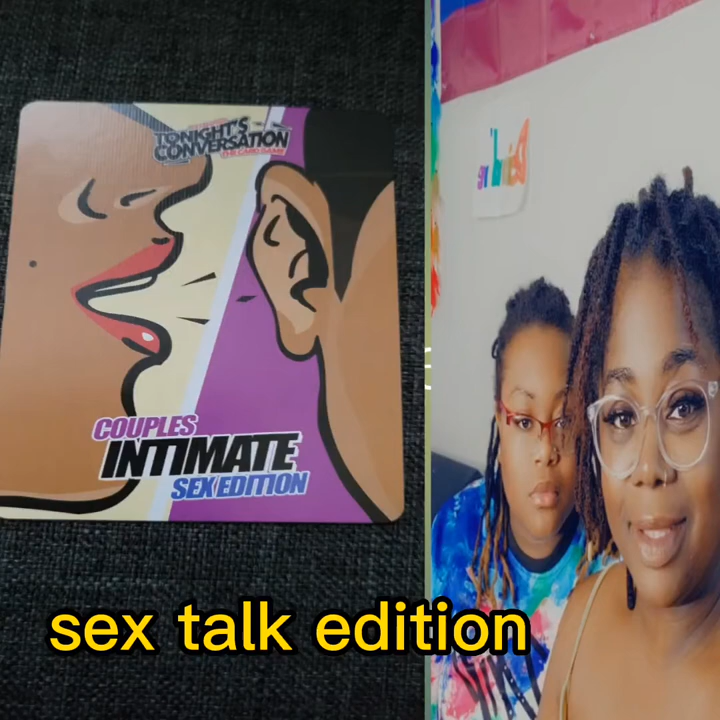 TONIGHT'S
CONVERSATION
THE CARD GAME
COUPLES
INTIMATE
SEX EDITION
sex talk edition